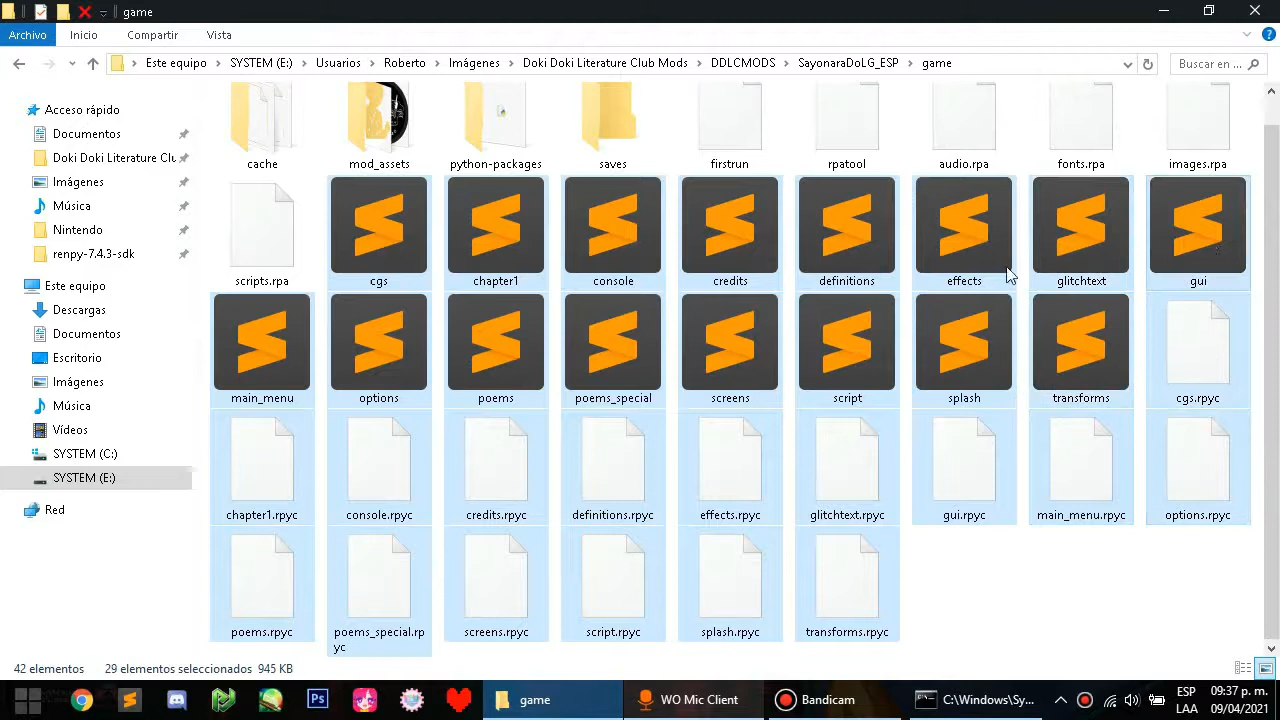 game
Archivo Inicio Compartir Vista
Este equipo SYSTEM (E:) Usuarios Roberto Imágenes Doki Doki Literature Club Mods DDLCMODS SayonaraDoLG_ESP game
Buscar en ...
Acceso rápido
Documentos
Doki Doki Literature Clu
Imágenes
Música
Nintendo
renpy-7.4.3-sdk
Este equipo
Descargas
Documentos
Escritorio
Imágenes
Música
Vídeos
SYSTEM (C:)
SYSTEM (E:)
Red
cache mod_assets python-packages saves firstrun rpatool audio.rpa fonts.rpa images.rpa
scripts.rpa cgs chapter1 console credits definitions effects glitchtext gui
main_menu options poems poems_special screens script splash transforms cgs.rpyc
chapter1.rpyc console.rpyc credits.rpyc definitions.rpyc effects.rpyc glitchtext.rpyc gui.rpyc main_menu.rpyc options.rpyc
poems.rpyc poems_special.rp screens.rpyc script.rpyc splash.rpyc transforms.rpyc
yc
42 elementos 29 elementos seleccionados 945 KB
Ps game WO Mic Client Bandicam C:\Windows\Sy... ESP 09:37 p. m.
LAA 09/04/2021